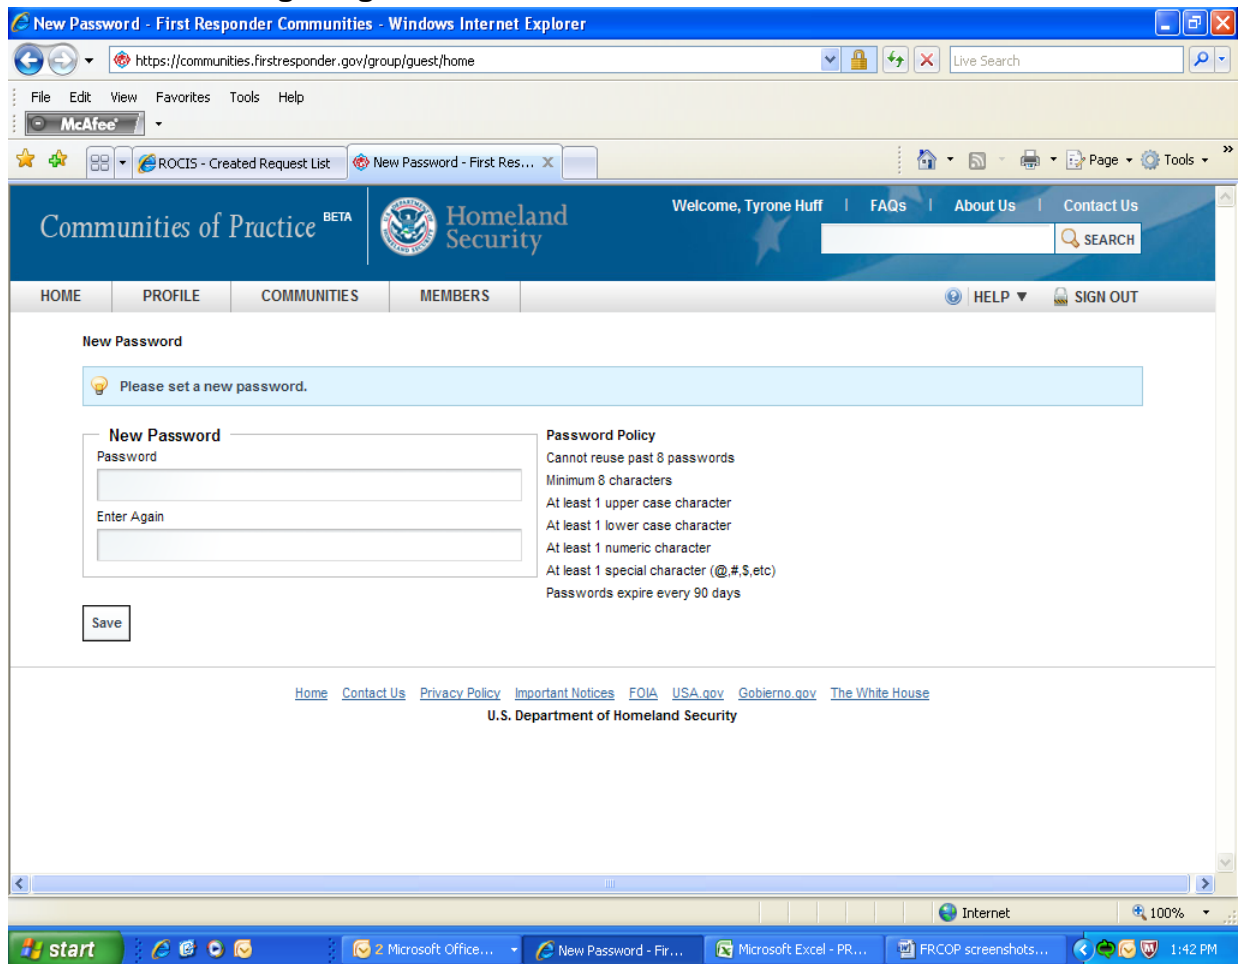 New Password - First Responder Communities - Windows Internet Explorer
https://communities.firstresponder.gov/group/guest/home
Live Search
File Edit View Favorites Tools Help
McAfee
ROCIS - Created Request List New Password - First Res... X Page Tools »
Communities of Practice BETA
Homeland Security
Welcome, Tyrone Huff | FAQs | About Us | Contact Us
SEARCH
HOME PROFILE COMMUNITIES MEMBERS HELP ▼ SIGN OUT
New Password
Please set a new password.
New Password
Password
Enter Again
Password Policy
Cannot reuse past 8 passwords
Minimum 8 characters
At least 1 upper case character
At least 1 lower case character
At least 1 numeric character
At least 1 special character (@,#,$,etc)
Passwords expire every 90 days
Save
Home Contact Us Privacy Policy Important Notices FOIA USA.gov Gobierno.gov The White House
U.S. Department of Homeland Security
Internet 100%
start 2 Microsoft Office... New Password - Fir... Microsoft Excel - PR... FRCOP screenshots... 1:42 PM